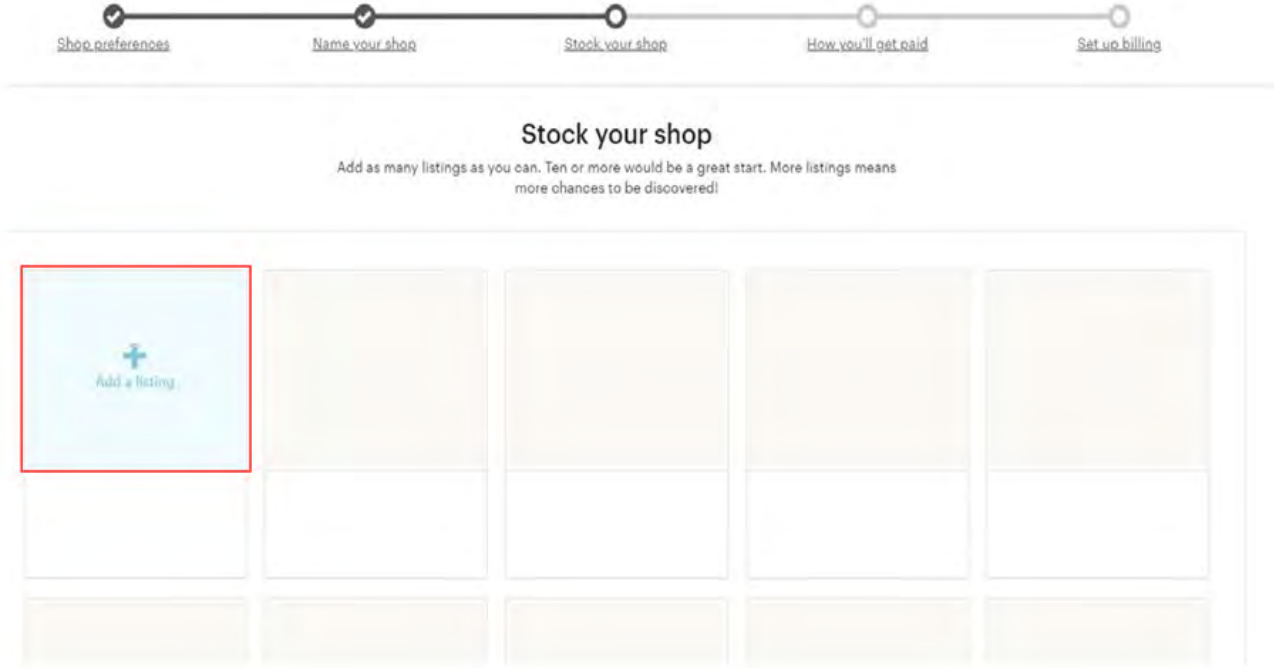 Shop preferences
Name your shop
Stock your shop
How you'll get paid
Set up billing
Stock your shop
Add as many listings as you can. Ten or more would be a great start. More listings means
more chances to be discovered!
Add a listing